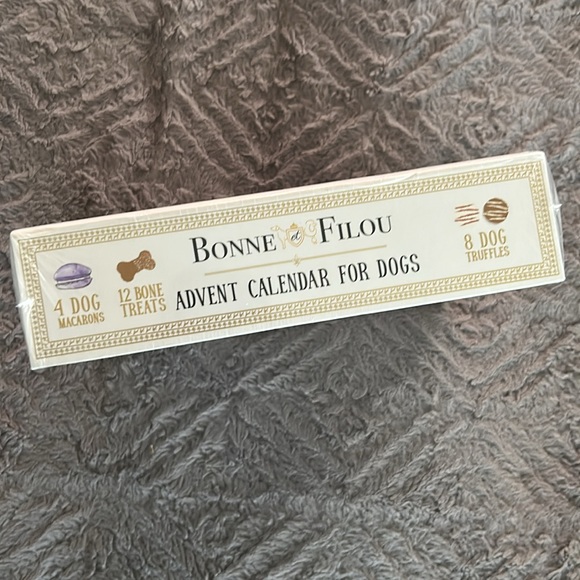 BONNE et FILOU
ADVENT CALENDAR FOR DOGS
4 DOG
MACARONS
12 BONE
TREATS
8 DOG
TRUFFLES